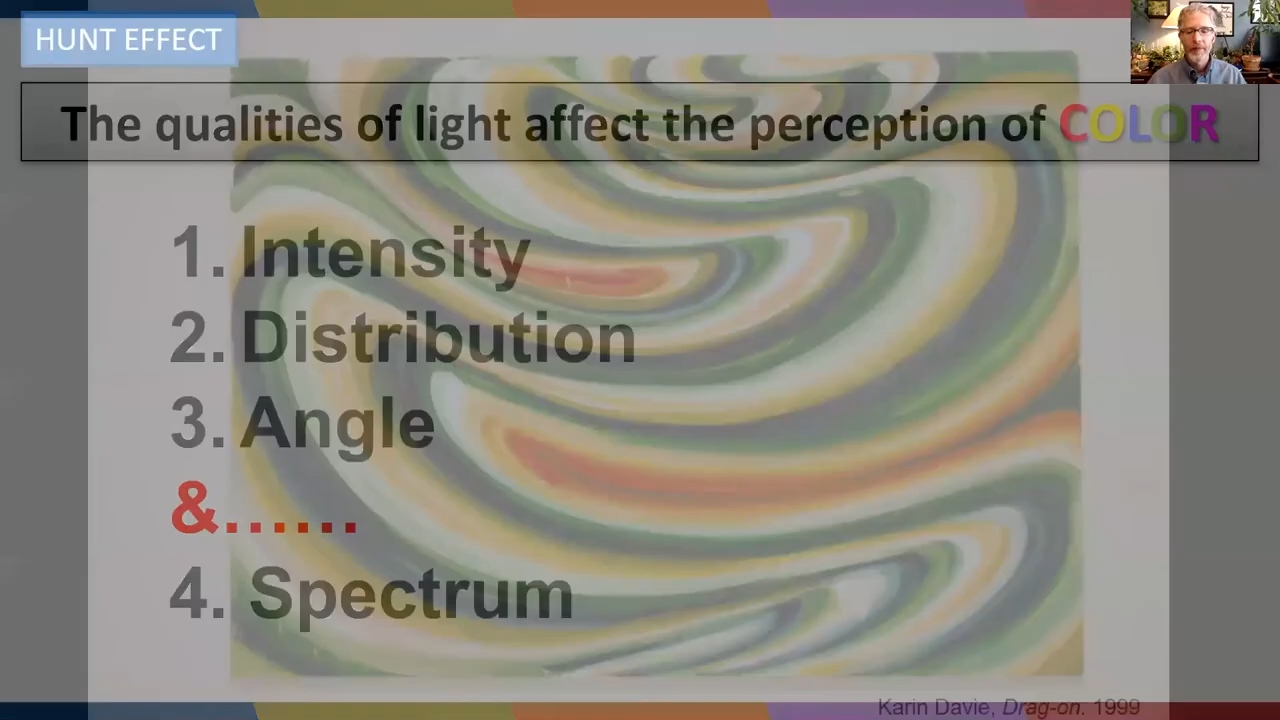 HUNT EFFECT
The qualities of light affect the perception of COLOR
1. Intensity
2. Distribution
3. Angle
&......
4. Spectrum
Karin Davie, Drag-on. 1999